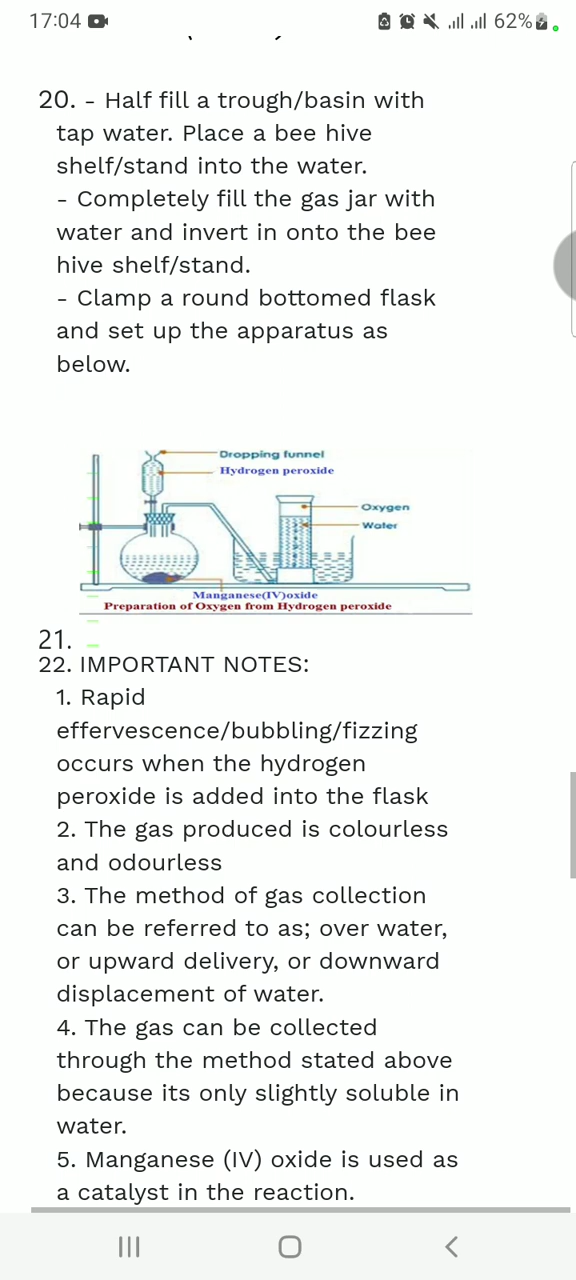 17:04
62%
20. - Half fill a trough/basin with
tap water. Place a bee hive
shelf/stand into the water.
- Completely fill the gas jar with
water and invert in onto the bee
hive shelf/stand.
- Clamp a round bottomed flask
and set up the apparatus as
below.
Dropping funnel
Hydrogen peroxide
Oxygen
Water
Manganese(IV)oxide
Preparation of Oxygen from Hydrogen peroxide
21.
22. IMPORTANT NOTES:
1. Rapid
effervescence/bubbling/fizzing
occurs when the hydrogen
peroxide is added into the flask
2. The gas produced is colourless
and odourless
3. The method of gas collection
can be referred to as; over water,
or upward delivery, or downward
displacement of water.
4. The gas can be collected
through the method stated above
because its only slightly soluble in
water.
5. Manganese (IV) oxide is used as
a catalyst in the reaction.